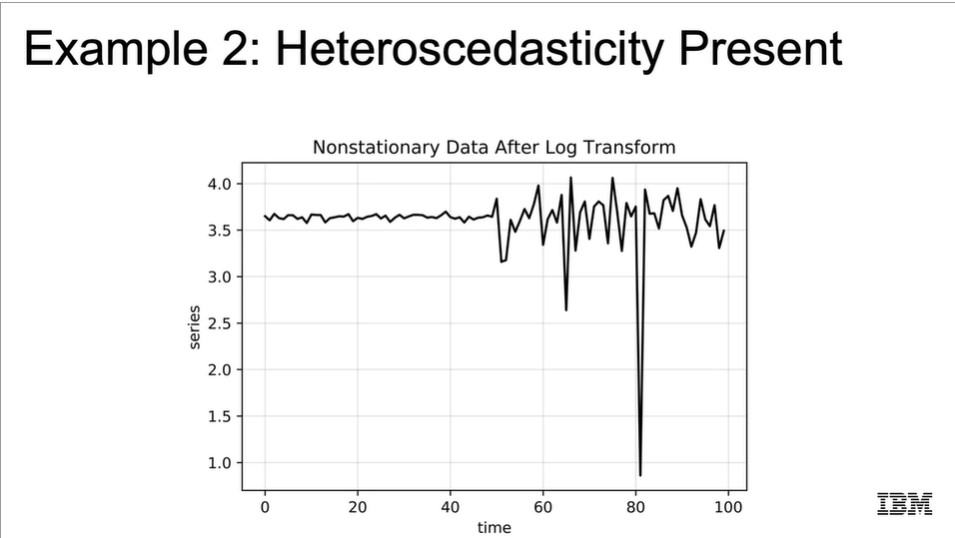 Example 2: Heteroscedasticity Present
Nonstationary Data After Log Transform
4.0
3.5
3.0
2.5
2.0
1.5
1.0
series
0 20 40 60 80 100
time
IBM